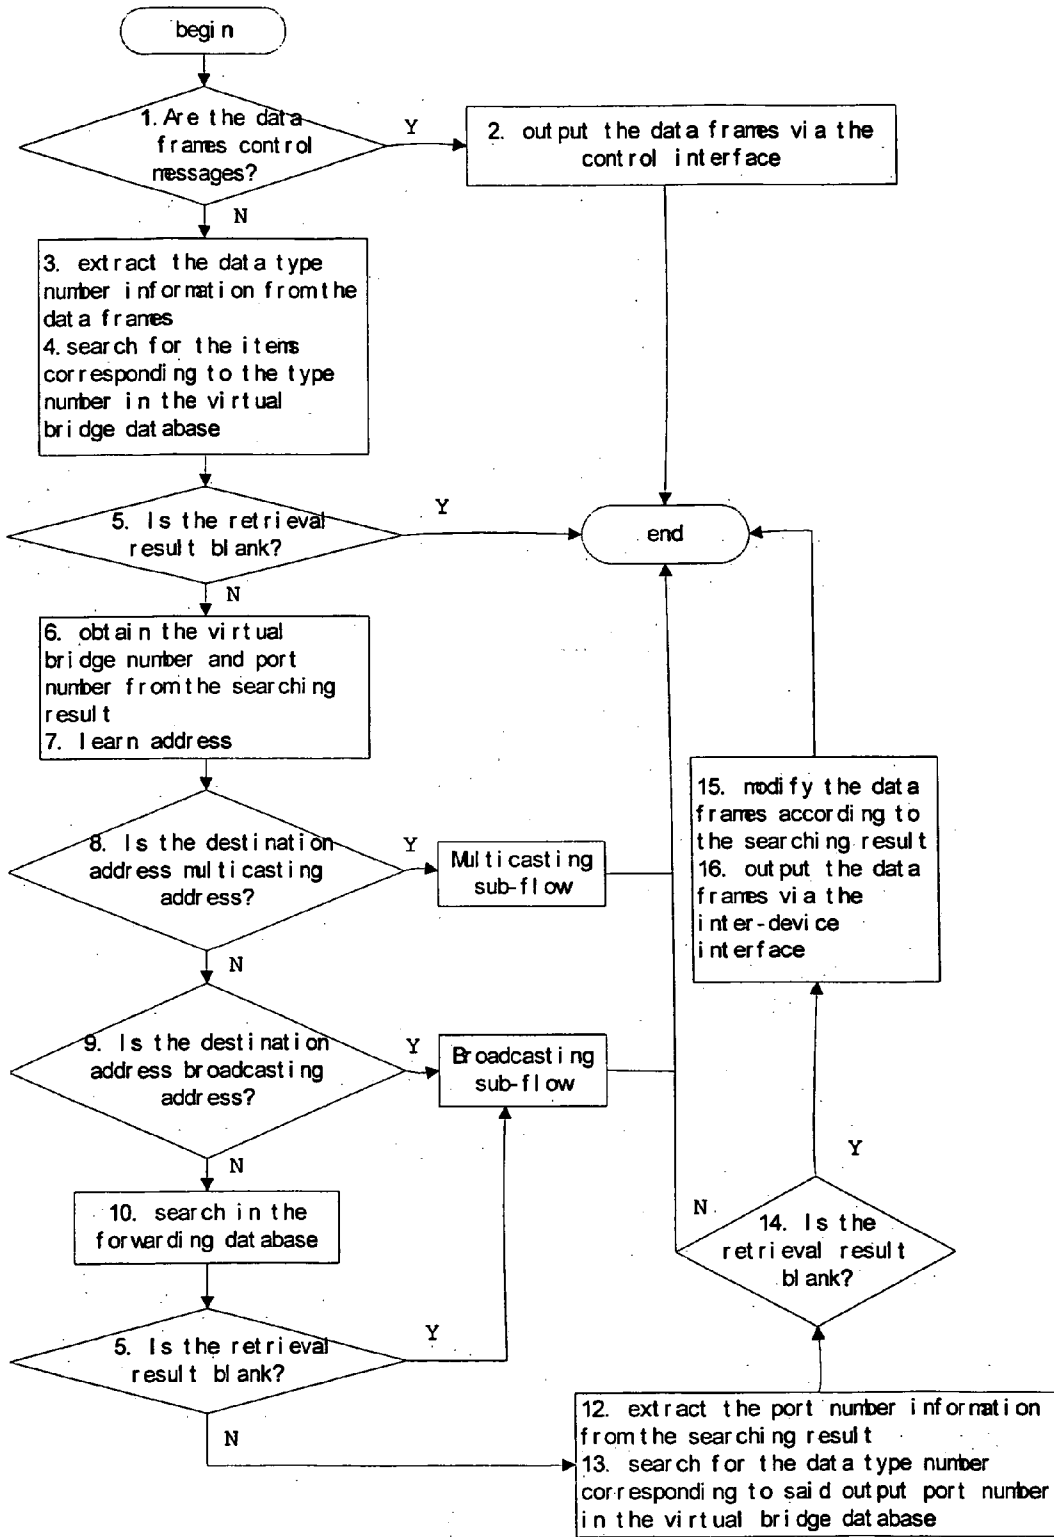 begin
1. Are the data
frames control
messages?
Y
2. output the data frames via the
control interface
N
3. extract the data type
number information from the
data frames
4. search for the items
corresponding to the type
number in the virtual
bridge database
5. Is the retrieval
result blank?
Y
end
N
6. obtain the virtual
bridge number and port
number from the searching
result
7. learn address
8. Is the destination
address multicasting
address?
Y
Multicasting
sub-flow
15. modify the data
frames according to
the searching result
16. output the data
frames via the
inter-device
interface
N
9. Is the destination
address broadcasting
address?
Y
Broadcasting
sub-flow
N
Y
10. search in the
forwarding database
N
14. Is the
retrieval result
blank?
5. Is the retrieval
result blank?
Y
N
12. extract the port number information
from the searching result
13. search for the data type number
corresponding to said output port number
in the virtual bridge database